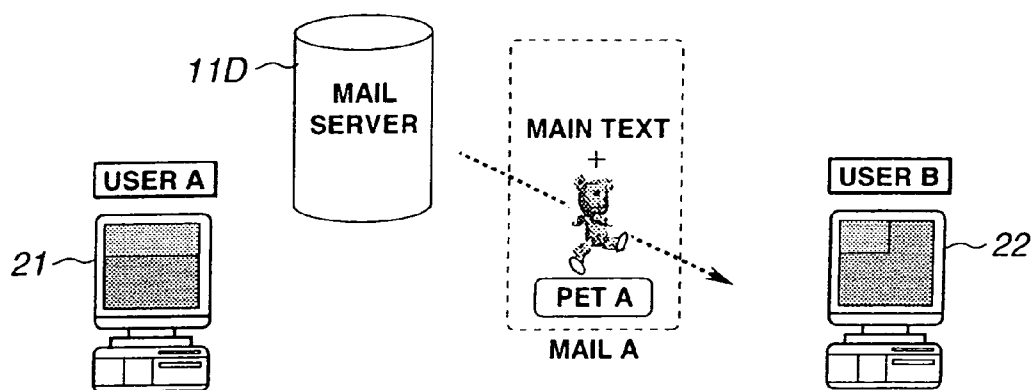 11D
MAIL
SERVER
MAIN TEXT
+
USER A
USER B
21
22
PET A
MAIL A